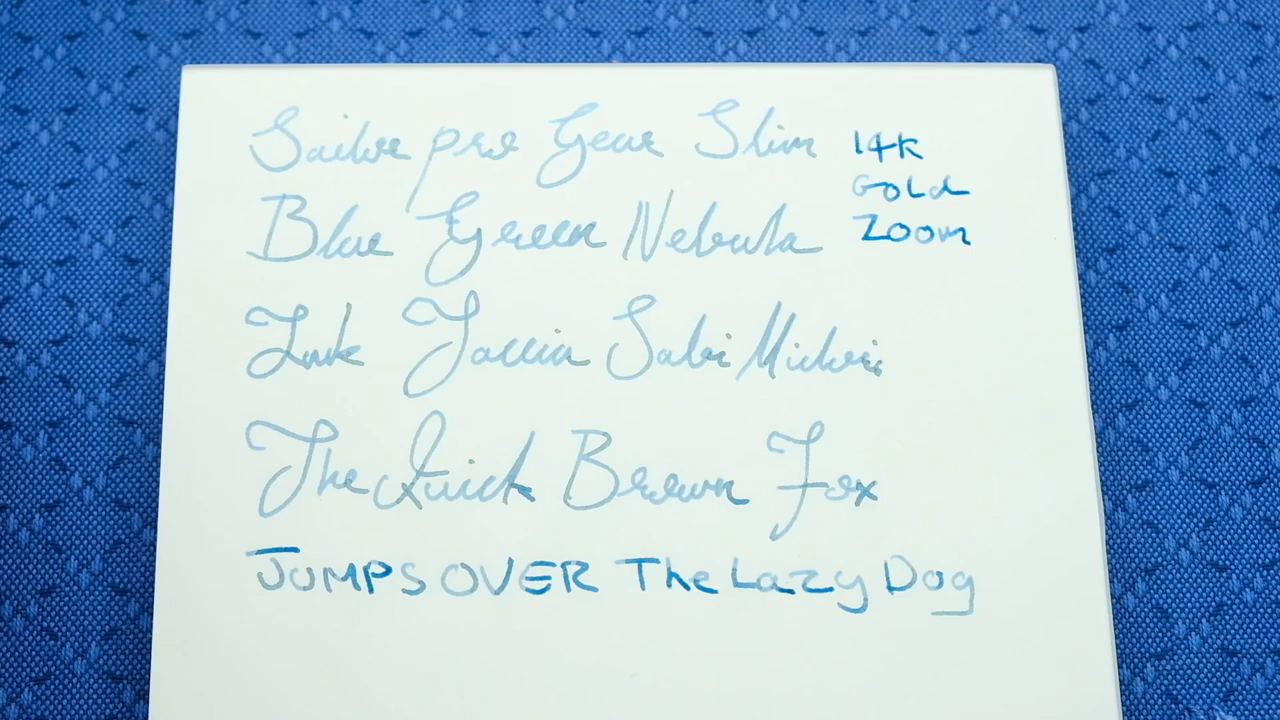 Sailor pro Gear Slim
14k
Gold
Zoom
Blue Green Nebula
Ink Taccia Sabi Midori
The Quick Brown Fox
JUMPS OVER The Lazy Dog